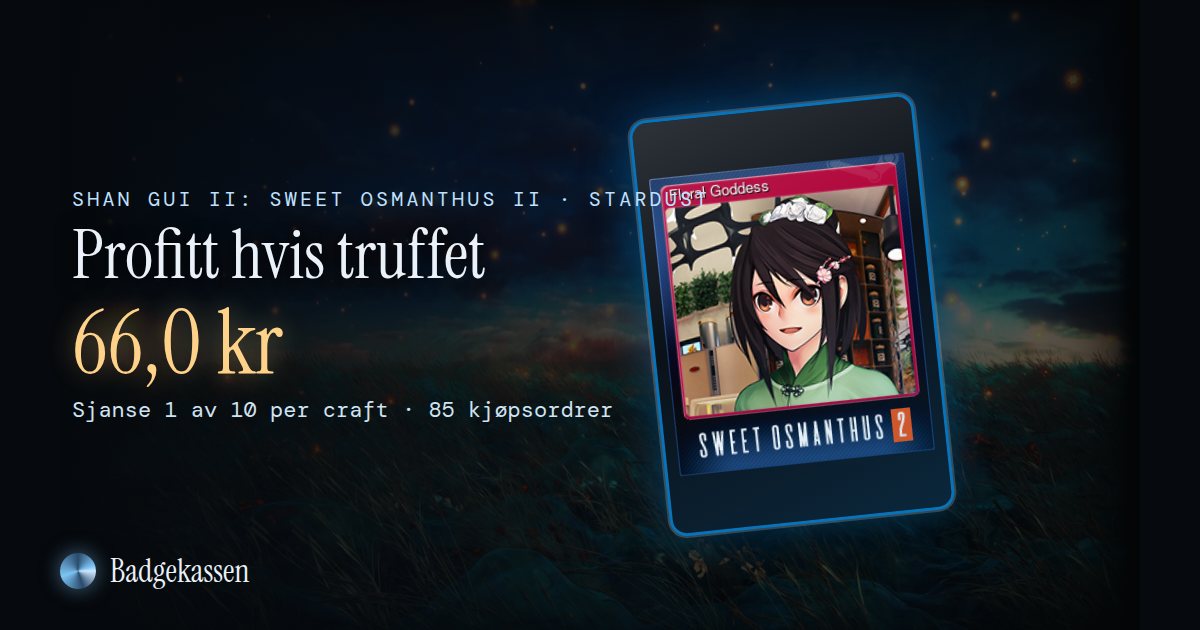 SHAN GUI II: SWEET OSMANTHUS II · STARDUST
Profitt hvis truffet
66,0 kr
Sjanse 1 av 10 per craft · 85 kjøpsordrer
Floral Goddess
SWEET OSMANTHUS 2
Badgekassen